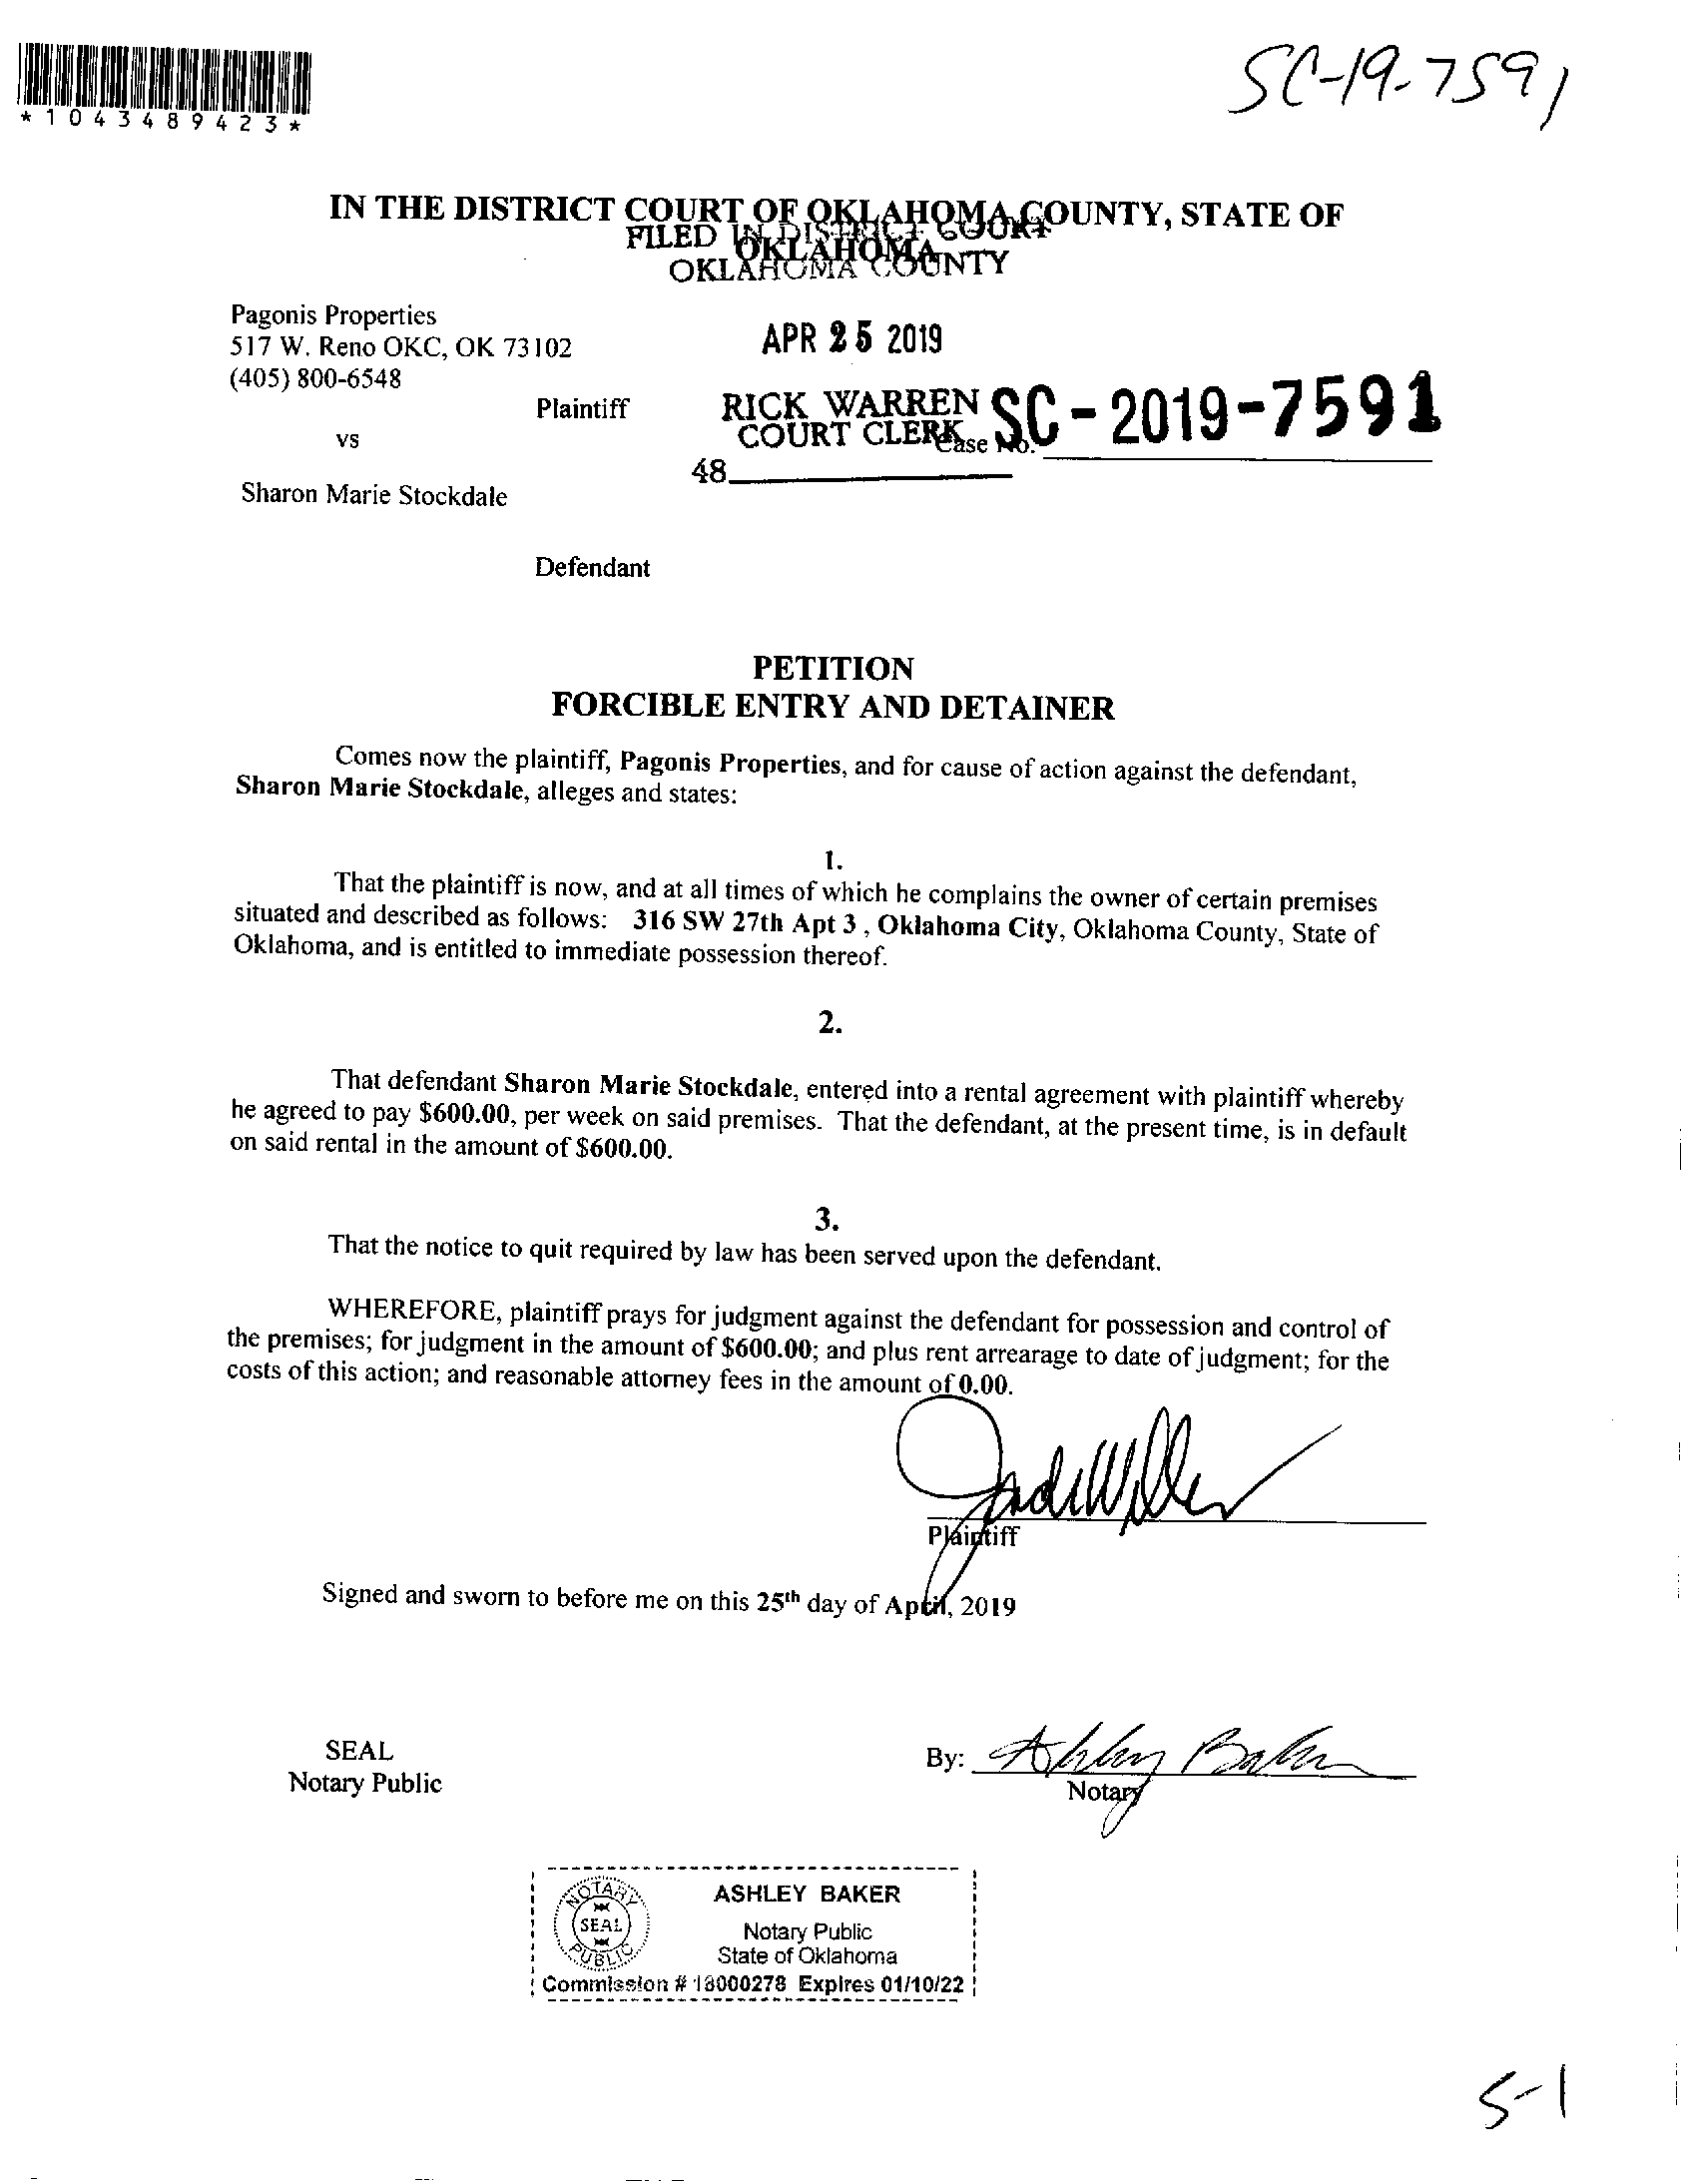 *1043489423*
SC-19-7591
IN THE DISTRICT COURT OF OKLAHOMA COUNTY, STATE OF
OKLAHOMA
FILED IN DISTRICT COURT
OKLAHOMA COUNTY
Pagonis Properties
517 W. Reno OKC, OK 73102
(405) 800-6548
APR 25 2019
Plaintiff
RICK WARREN
COURT CLERK
Case No. SC-2019-7591
vs
48
Sharon Marie Stockdale
Defendant
PETITION
FORCIBLE ENTRY AND DETAINER
Comes now the plaintiff, Pagonis Properties, and for cause of action against the defendant,
Sharon Marie Stockdale, alleges and states:
1.
That the plaintiff is now, and at all times of which he complains the owner of certain premises
situated and described as follows: 316 SW 27th Apt 3 , Oklahoma City, Oklahoma County, State of
Oklahoma, and is entitled to immediate possession thereof.
2.
That defendant Sharon Marie Stockdale, entered into a rental agreement with plaintiff whereby
he agreed to pay $600.00, per week on said premises. That the defendant, at the present time, is in default
on said rental in the amount of $600.00.
3.
That the notice to quit required by law has been served upon the defendant.
WHEREFORE, plaintiff prays for judgment against the defendant for possession and control of
the premises; for judgment in the amount of $600.00; and plus rent arrearage to date of judgment; for the
costs of this action; and reasonable attorney fees in the amount of 0.00.
Plaintiff
Signed and sworn to before me on this 25th day of April, 2019
SEAL
Notary Public
By: Ashley Baker
Notary
NOTARY
SEAL
PUBLIC
ASHLEY BAKER
Notary Public
State of Oklahoma
Commission # 18000278 Expires 01/10/22
5-1